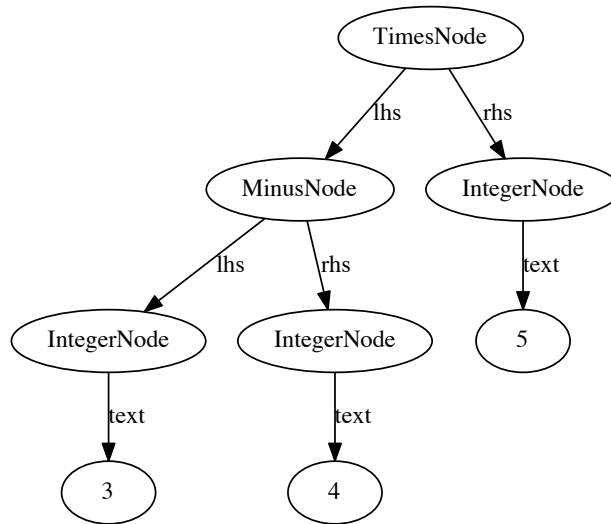 TimesNode
lhs rhs
MinusNode IntegerNode
lhs rhs text
IntegerNode IntegerNode 5
text text
3 4